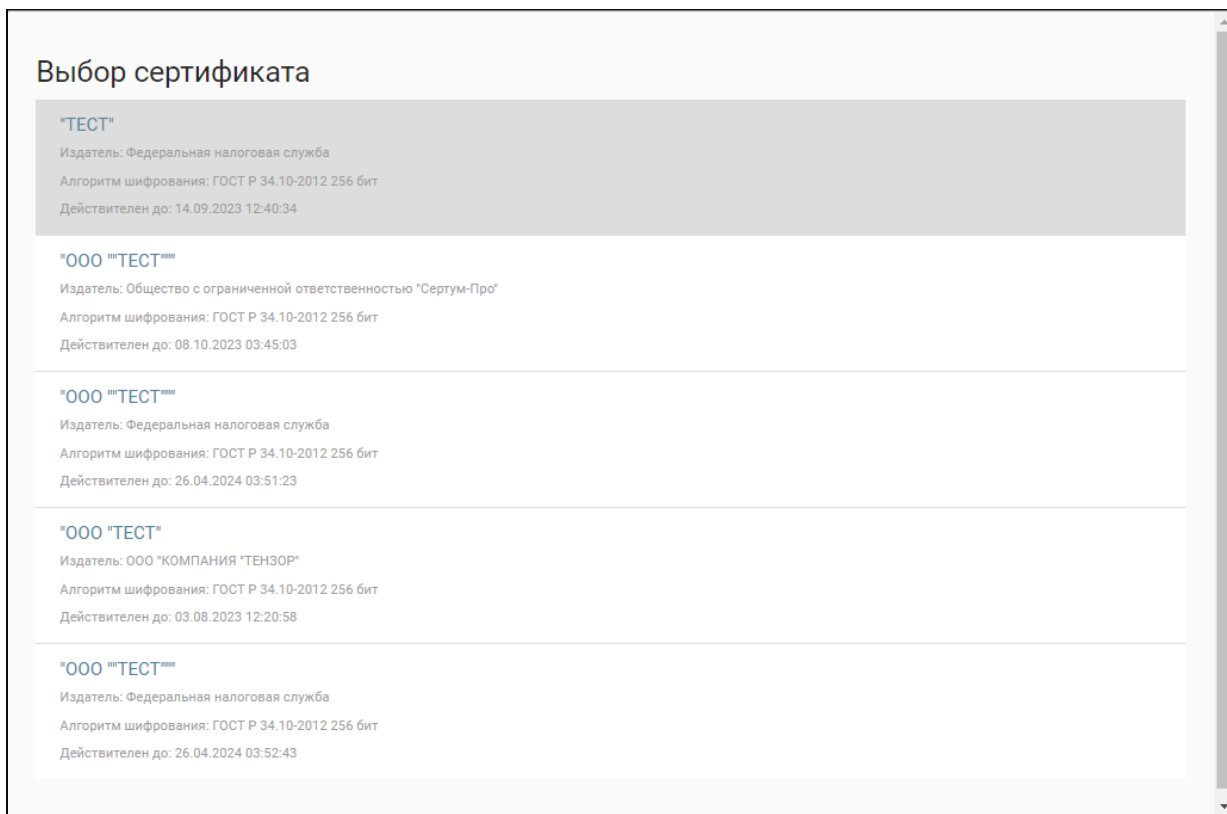 Выбор сертификата
"ТЕСТ"
Издатель: Федеральная налоговая служба
Алгоритм шифрования: ГОСТ Р 34.10-2012 256 бит
Действителен до: 14.09.2023 12:40:34
"ООО ""ТЕСТ"""
Издатель: Общество с ограниченной ответственностью "Сертум-Про"
Алгоритм шифрования: ГОСТ Р 34.10-2012 256 бит
Действителен до: 08.10.2023 03:45:03
"ООО ""ТЕСТ"""
Издатель: Федеральная налоговая служба
Алгоритм шифрования: ГОСТ Р 34.10-2012 256 бит
Действителен до: 26.04.2024 03:51:23
"ООО "ТЕСТ"
Издатель: ООО "КОМПАНИЯ "ТЕНЗОР"
Алгоритм шифрования: ГОСТ Р 34.10-2012 256 бит
Действителен до: 03.08.2023 12:20:58
"ООО ""ТЕСТ"""
Издатель: Федеральная налоговая служба
Алгоритм шифрования: ГОСТ Р 34.10-2012 256 бит
Действителен до: 26.04.2024 03:52:43